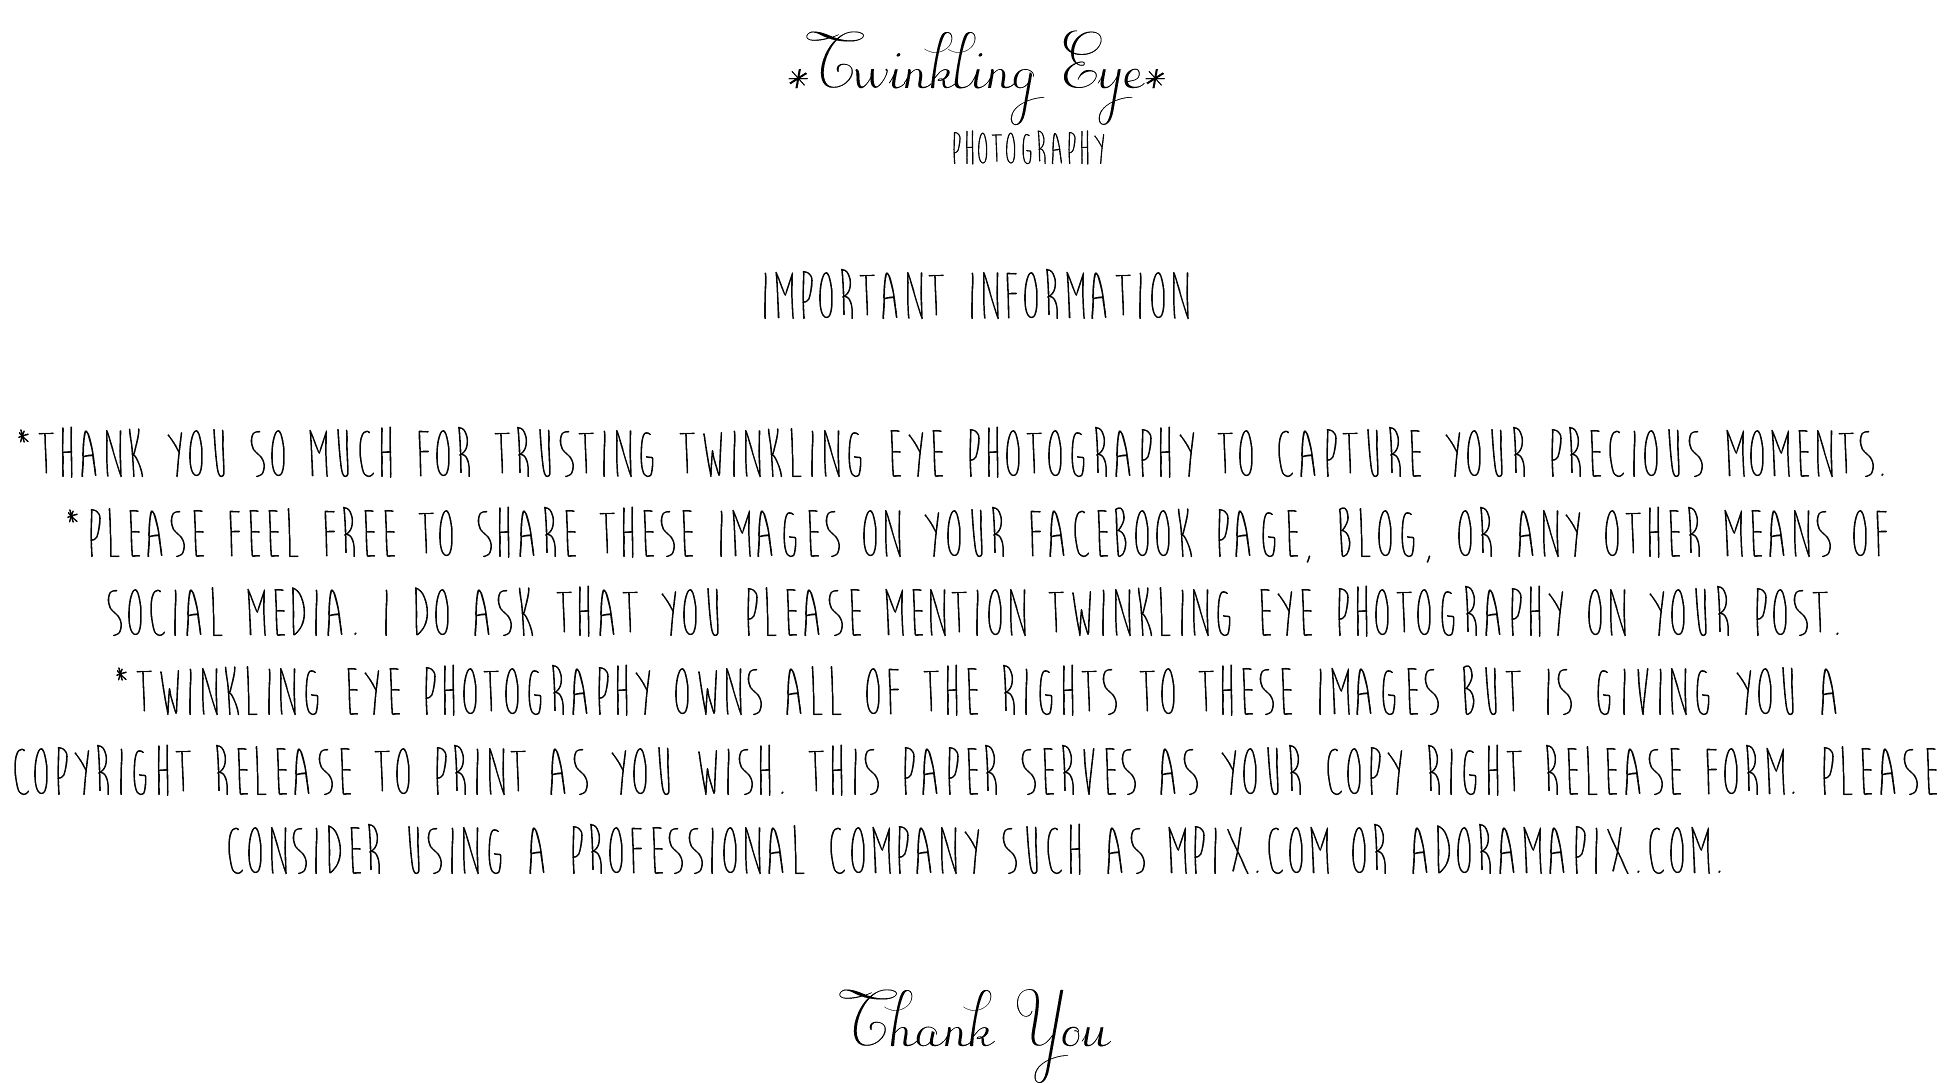 *Twinkling Eye*
PHOTOGRAPHY
IMPORTANT INFORMATION
*THANK YOU SO MUCH FOR TRUSTING TWINKLING EYE PHOTOGRAPHY TO CAPTURE YOUR PRECIOUS MOMENTS.
*PLEASE FEEL FREE TO SHARE THESE IMAGES ON YOUR FACEBOOK PAGE, BLOG, OR ANY OTHER MEANS OF
SOCIAL MEDIA. I DO ASK THAT YOU PLEASE MENTION TWINKLING EYE PHOTOGRAPHY ON YOUR POST.
*TWINKLING EYE PHOTOGRAPHY OWNS ALL OF THE RIGHTS TO THESE IMAGES BUT IS GIVING YOU A
COPYRIGHT RELEASE TO PRINT AS YOU WISH. THIS PAPER SERVES AS YOUR COPY RIGHT RELEASE FORM. PLEASE
CONSIDER USING A PROFESSIONAL COMPANY SUCH AS MPIX.COM OR ADORAMAPIX.COM.
Thank You